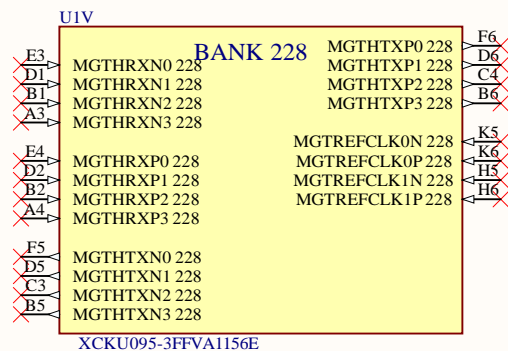 U1V
BANK 228
E3 MGTHRXN0 228
D1 MGTHRXN1 228
B1 MGTHRXN2 228
A3 MGTHRXN3 228
E4 MGTHRXP0 228
D2 MGTHRXP1 228
B2 MGTHRXP2 228
A4 MGTHRXP3 228
F5 MGTHTXN0 228
D5 MGTHTXN1 228
C3 MGTHTXN2 228
B5 MGTHTXN3 228
MGTHTXP0 228 F6
MGTHTXP1 228 D6
MGTHTXP2 228 C4
MGTHTXP3 228 B6
MGTREFCLK0N 228 K5
MGTREFCLK0P 228 K6
MGTREFCLK1N 228 H5
MGTREFCLK1P 228 H6
XCKU095-3FFVA1156E